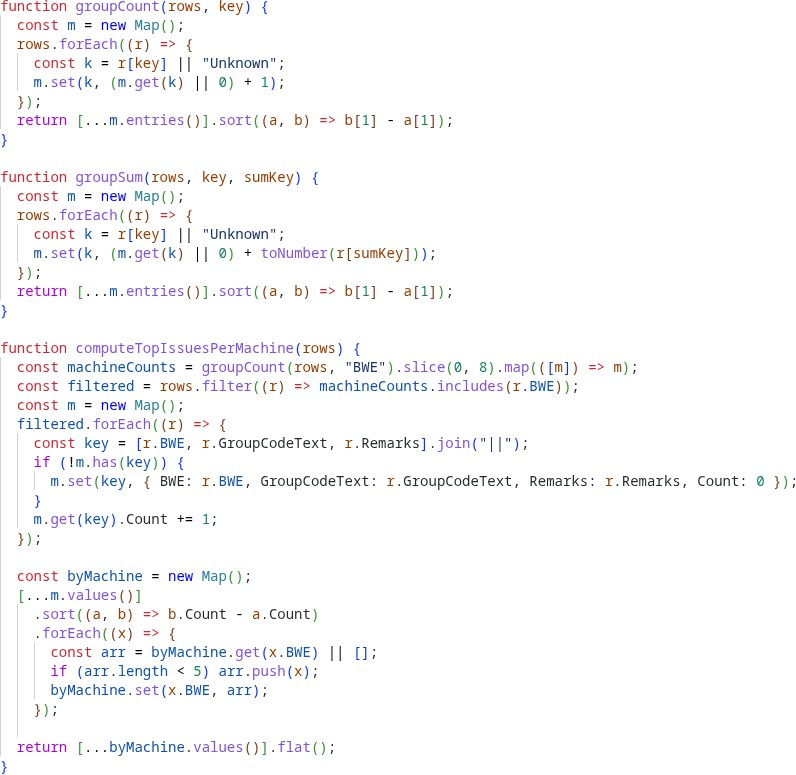 function groupCount(rows, key) {
  const m = new Map();
  rows.forEach((r) => {
    const k = r[key] || "Unknown";
    m.set(k, (m.get(k) || 0) + 1);
  });
  return [...m.entries()].sort((a, b) => b[1] - a[1]);
}

function groupSum(rows, key, sumKey) {
  const m = new Map();
  rows.forEach((r) => {
    const k = r[key] || "Unknown";
    m.set(k, (m.get(k) || 0) + toNumber(r[sumKey]));
  });
  return [...m.entries()].sort((a, b) => b[1] - a[1]);
}

function computeTopIssuesPerMachine(rows) {
  const machineCounts = groupCount(rows, "BWE").slice(0, 8).map(([m]) => m);
  const filtered = rows.filter((r) => machineCounts.includes(r.BWE));
  const m = new Map();
  filtered.forEach((r) => {
    const key = [r.BWE, r.GroupCodeText, r.Remarks].join("||");
    if (!m.has(key)) {
      m.set(key, { BWE: r.BWE, GroupCodeText: r.GroupCodeText, Remarks: r.Remarks, Count: 0 });
    }
    m.get(key).Count += 1;
  });

  const byMachine = new Map();
  [...m.values()]
    .sort((a, b) => b.Count - a.Count)
    .forEach((x) => {
      const arr = byMachine.get(x.BWE) || [];
      if (arr.length < 5) arr.push(x);
      byMachine.set(x.BWE, arr);
    });

  return [...byMachine.values()].flat();
}